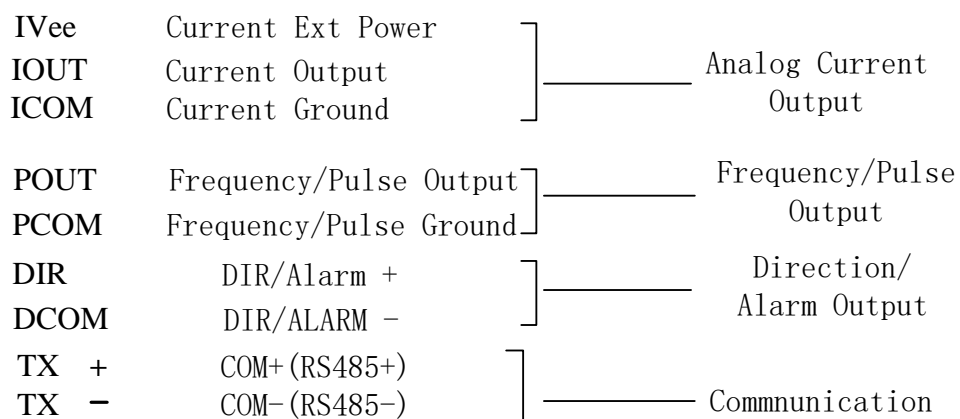 IVee Current Ext Power
IOUT Current Output
ICOM Current Ground
Analog Current
Output
POUT Frequency/Pulse Output
PCOM Frequency/Pulse Ground
Frequency/Pulse
Output
DIR DIR/Alarm +
DCOM DIR/ALARM -
Direction/
Alarm Output
TX + COM+(RS485+)
TX - COM-(RS485-)
Commnunication